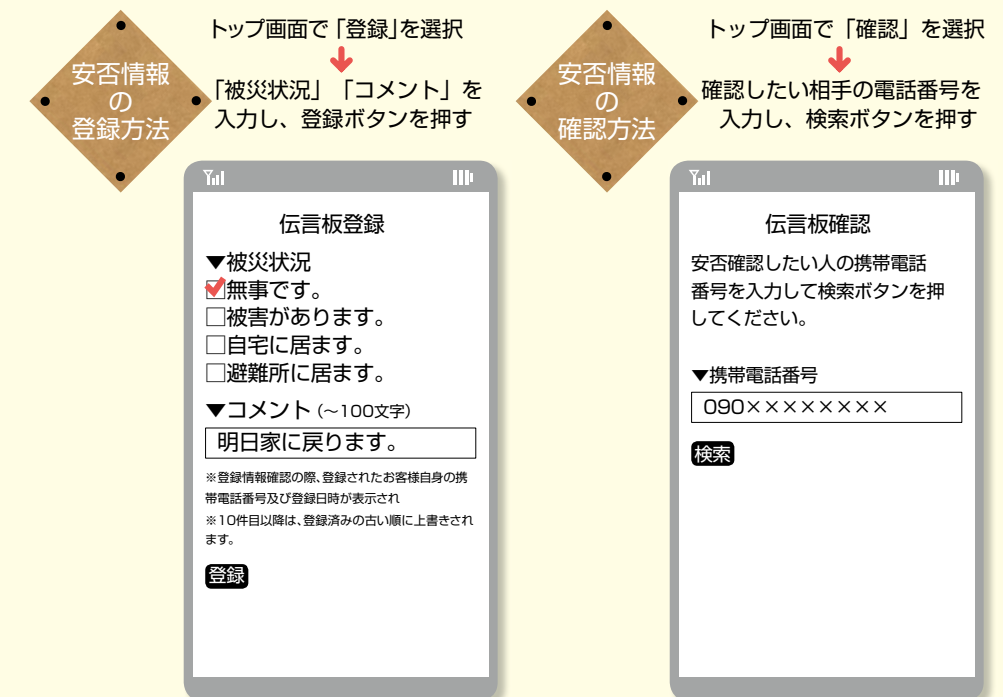 安否情報
の
登録方法
トップ画面で「登録」を選択
「被災状況」「コメント」を
入力し、登録ボタンを押す
伝言板登録
▼被災状況
☑無事です。
□被害があります。
□自宅に居ます。
□避難所に居ます。
▼コメント(～100文字)
明日家に戻ります。
※登録情報確認の際、登録されたお客様自身の携
帯電話番号及び登録日時が表示され
※10件目以降は、登録済みの古い順に上書きされ
ます。
登録
安否情報
の
確認方法
トップ画面で「確認」を選択
確認したい相手の電話番号を
入力し、検索ボタンを押す
伝言板確認
安否確認したい人の携帯電話
番号を入力して検索ボタンを押
してください。
▼携帯電話番号
090××××××××
検索